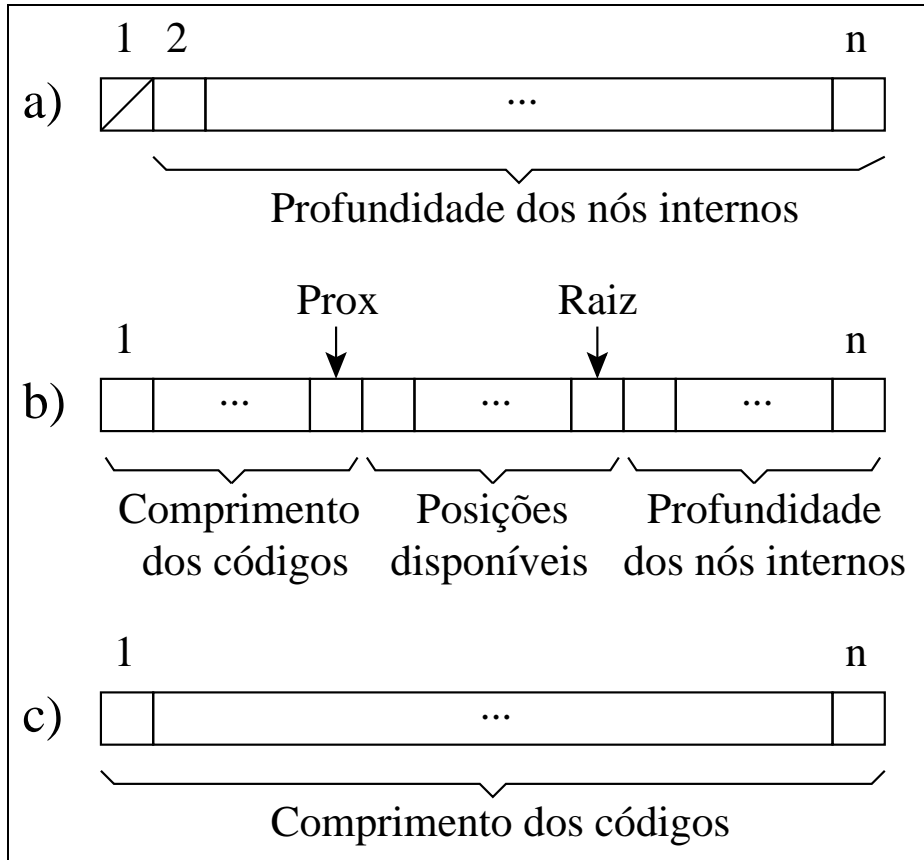 1 2 n
a) ...
Profundidade dos nós internos
Prox Raiz
1 n
b) ... ... ...
Comprimento Posições Profundidade
dos códigos disponíveis dos nós internos
1 n
c) ...
Comprimento dos códigos